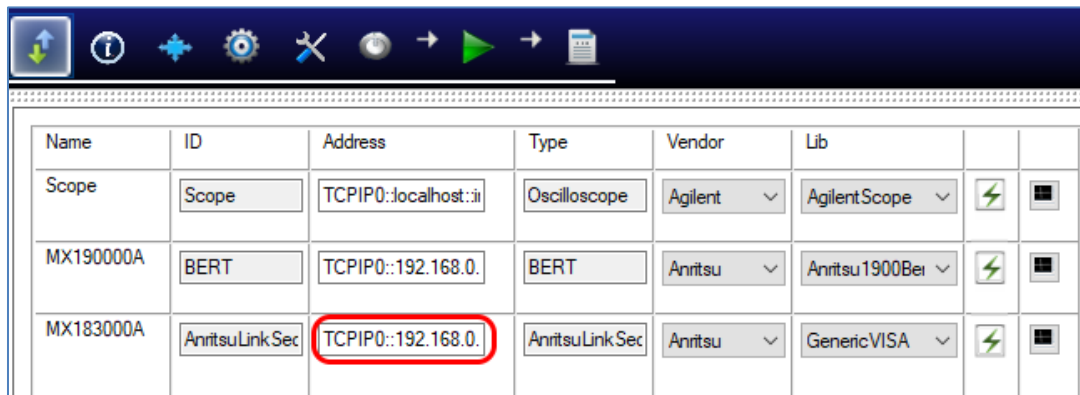 Name ID Address Type Vendor Lib
Scope Scope TCPIP0::localhost::i Oscilloscope Agilent AgilentScope
MX190000A BERT TCPIP0::192.168.0. BERT Anritsu Anritsu1900Ber
MX183000A AnritsuLinkSec TCPIP0::192.168.0. AnritsuLinkSec Anritsu GenericVISA